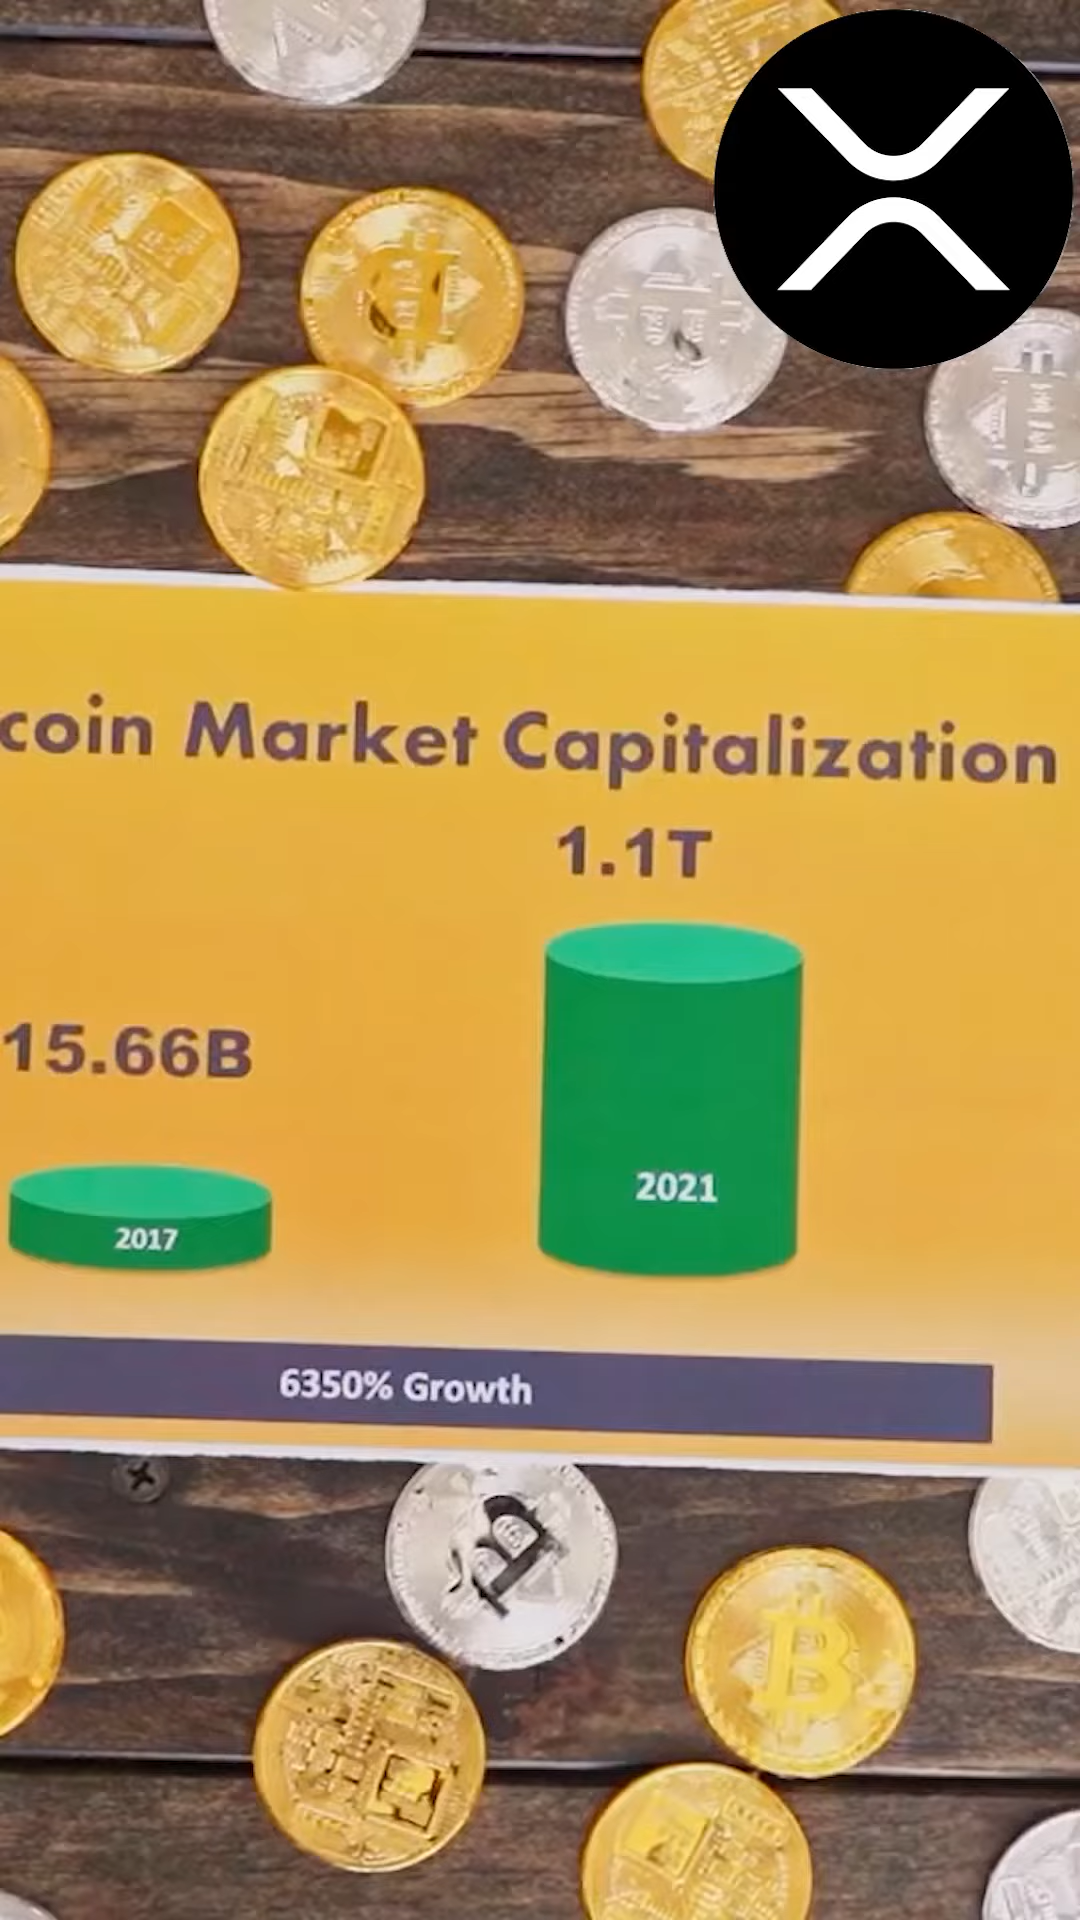 coin Market Capitalization
1.1T
15.66B
2021
2017
6350% Growth